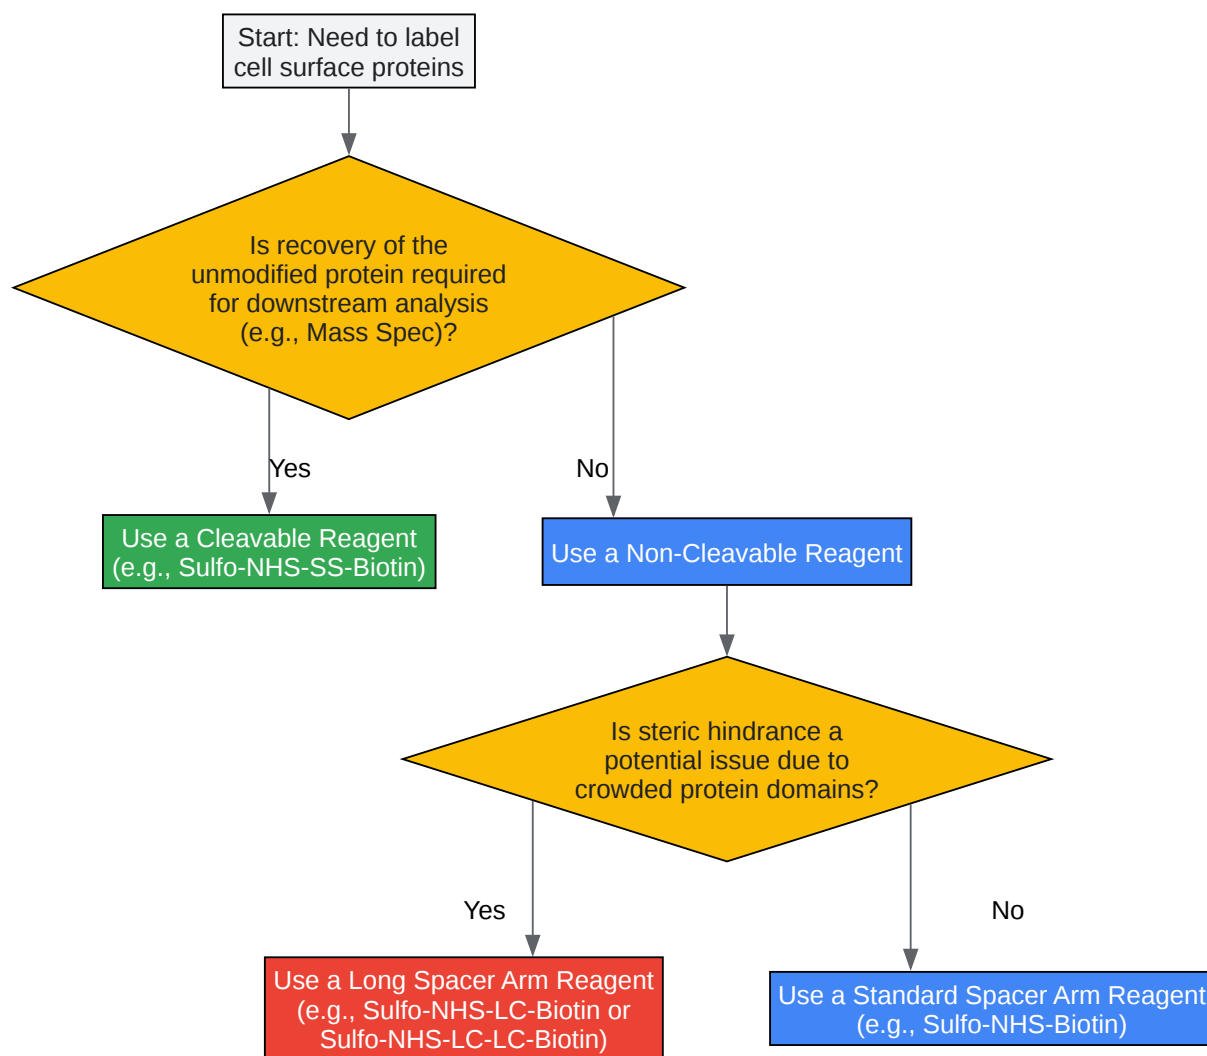 Start: Need to label
cell surface proteins
Is recovery of the
unmodified protein required
for downstream analysis
(e.g., Mass Spec)?
Yes
No
Use a Cleavable Reagent
(e.g., Sulfo-NHS-SS-Biotin)
Use a Non-Cleavable Reagent
Is steric hindrance a
potential issue due to
crowded protein domains?
Yes
No
Use a Long Spacer Arm Reagent
(e.g., Sulfo-NHS-LC-Biotin or
Sulfo-NHS-LC-LC-Biotin)
Use a Standard Spacer Arm Reagent
(e.g., Sulfo-NHS-Biotin)